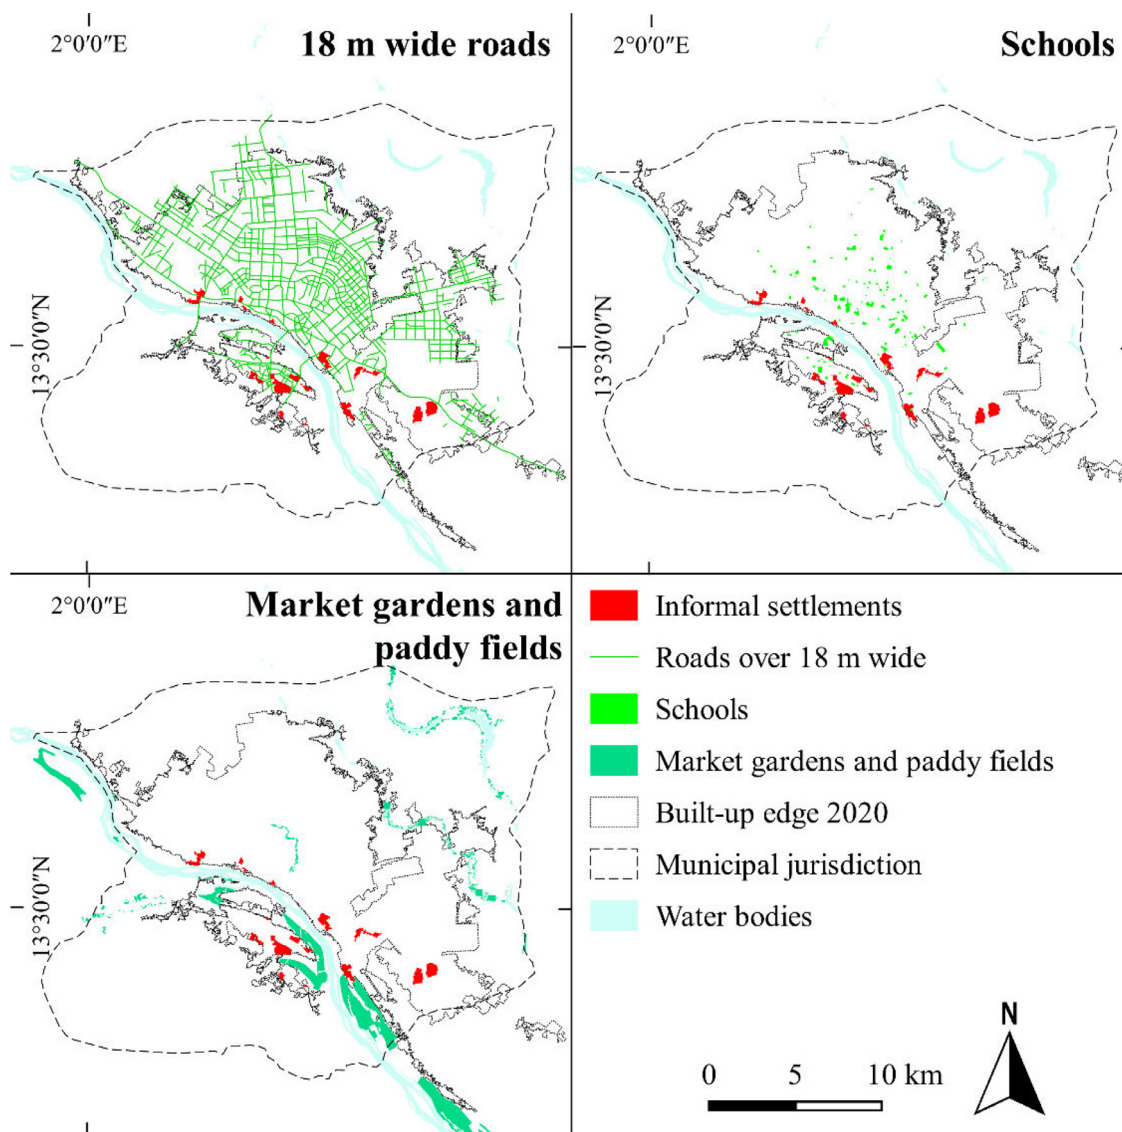 2°0′0″E
18 m wide roads
13°30′0″N
2°0′0″E
Schools
13°30′0″N
2°0′0″E
Market gardens and
paddy fields
13°30′0″N
Informal settlements
Roads over 18 m wide
Schools
Market gardens and paddy fields
Built-up edge 2020
Municipal jurisdiction
Water bodies
0 5 10 km
N